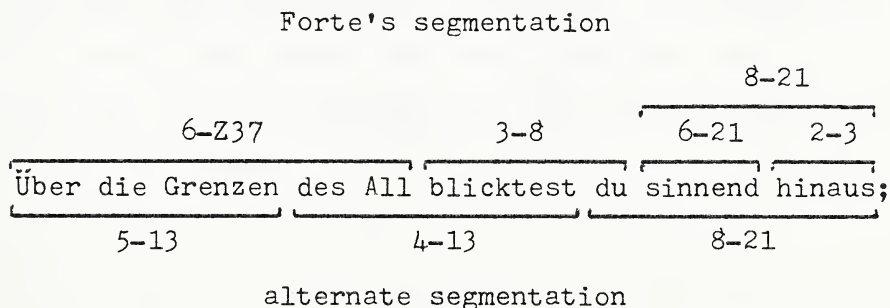 Forte's segmentation
8-21
6-Z37 3-8 6-21 2-3
Über die Grenzen des All blicktest du sinnend hinaus;
5-13 4-13 8-21
alternate segmentation